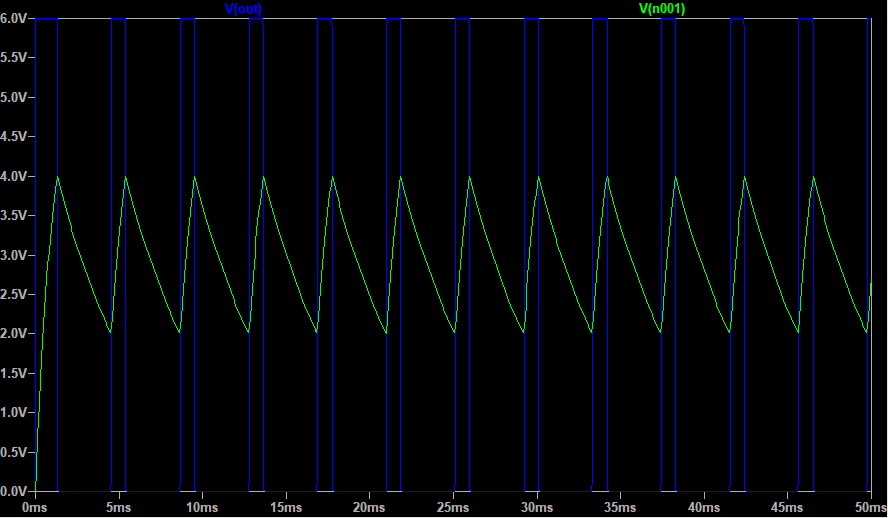 V(out) V(n001)
6.0V
5.5V
5.0V
4.5V
4.0V
3.5V
3.0V
2.5V
2.0V
1.5V
1.0V
0.5V
0.0V
0ms 5ms 10ms 15ms 20ms 25ms 30ms 35ms 40ms 45ms 50ms